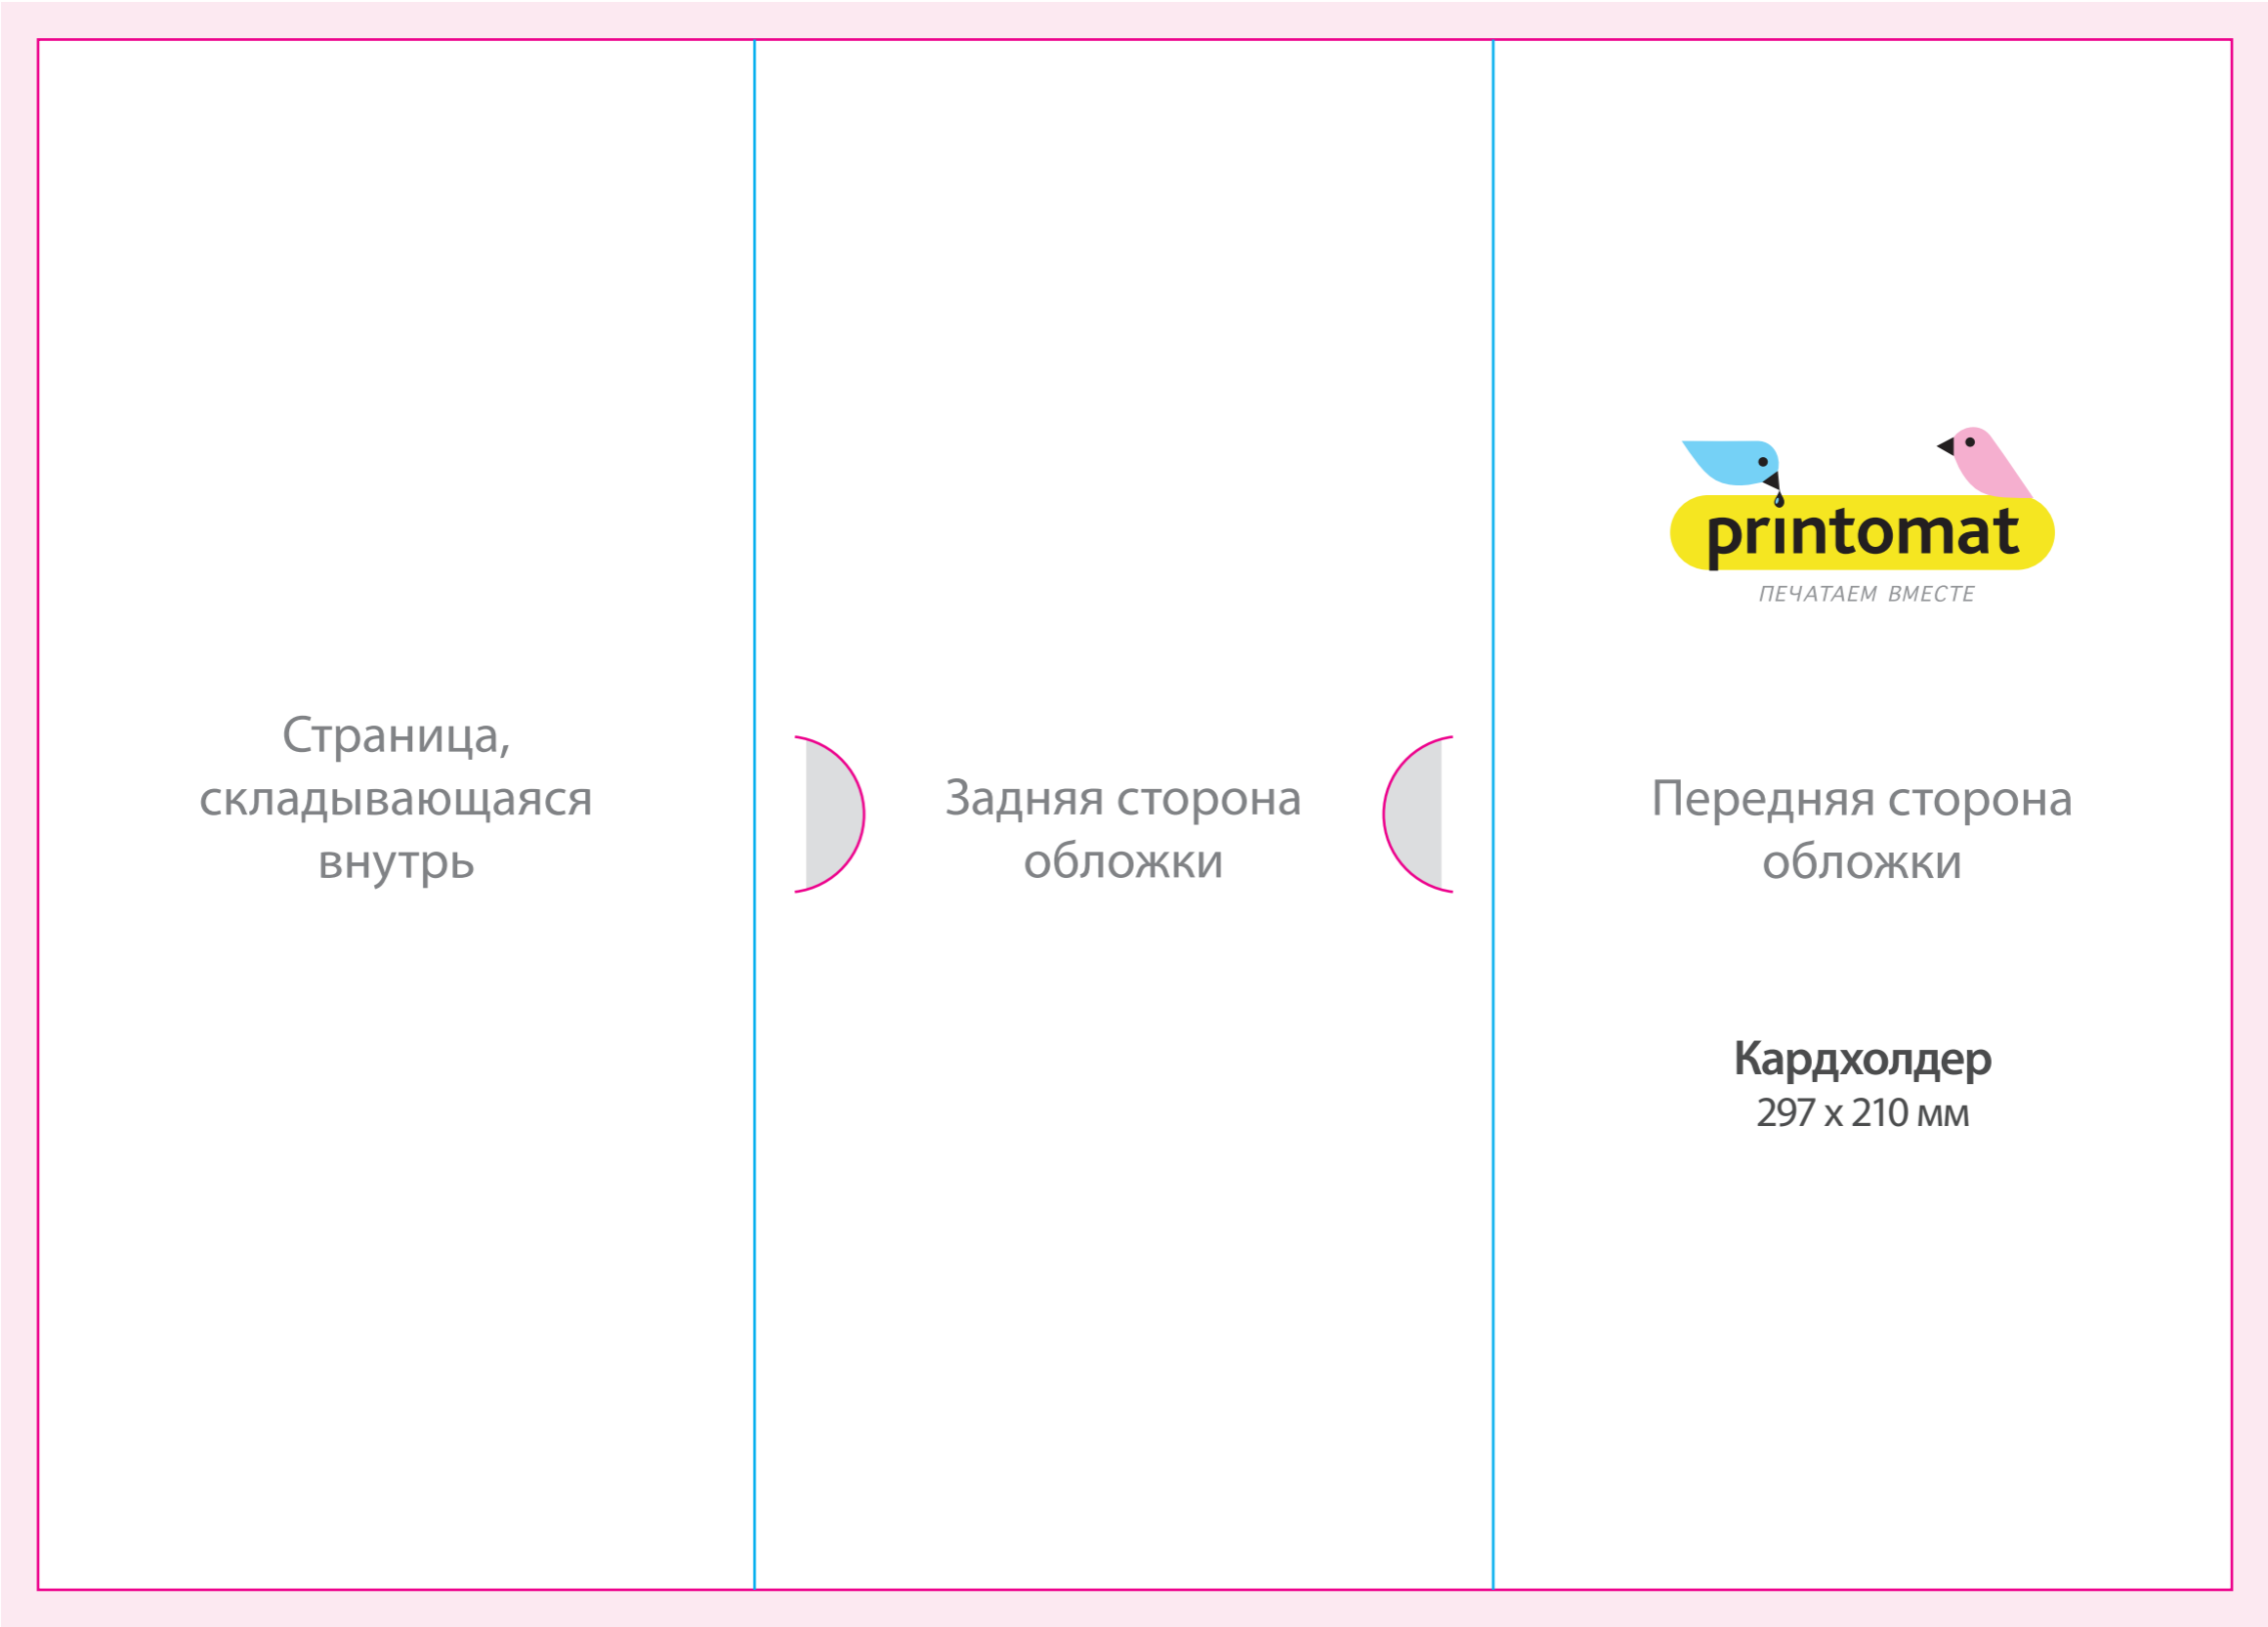 Страница,
складывающаяся
внутрь
Задняя сторона
обложки
printomat
ПЕЧАТАЕМ ВМЕСТЕ
Передняя сторона
обложки
Кардхолдер
297 x 210 мм